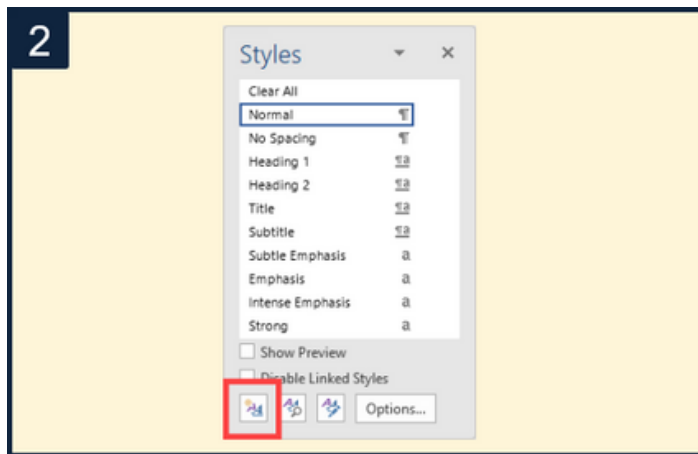 2
Styles
Clear All
Normal ¶
No Spacing ¶
Heading 1 ¶a
Heading 2 ¶a
Title ¶a
Subtitle ¶a
Subtle Emphasis a
Emphasis a
Intense Emphasis a
Strong a
Show Preview
Disable Linked Styles
Options...